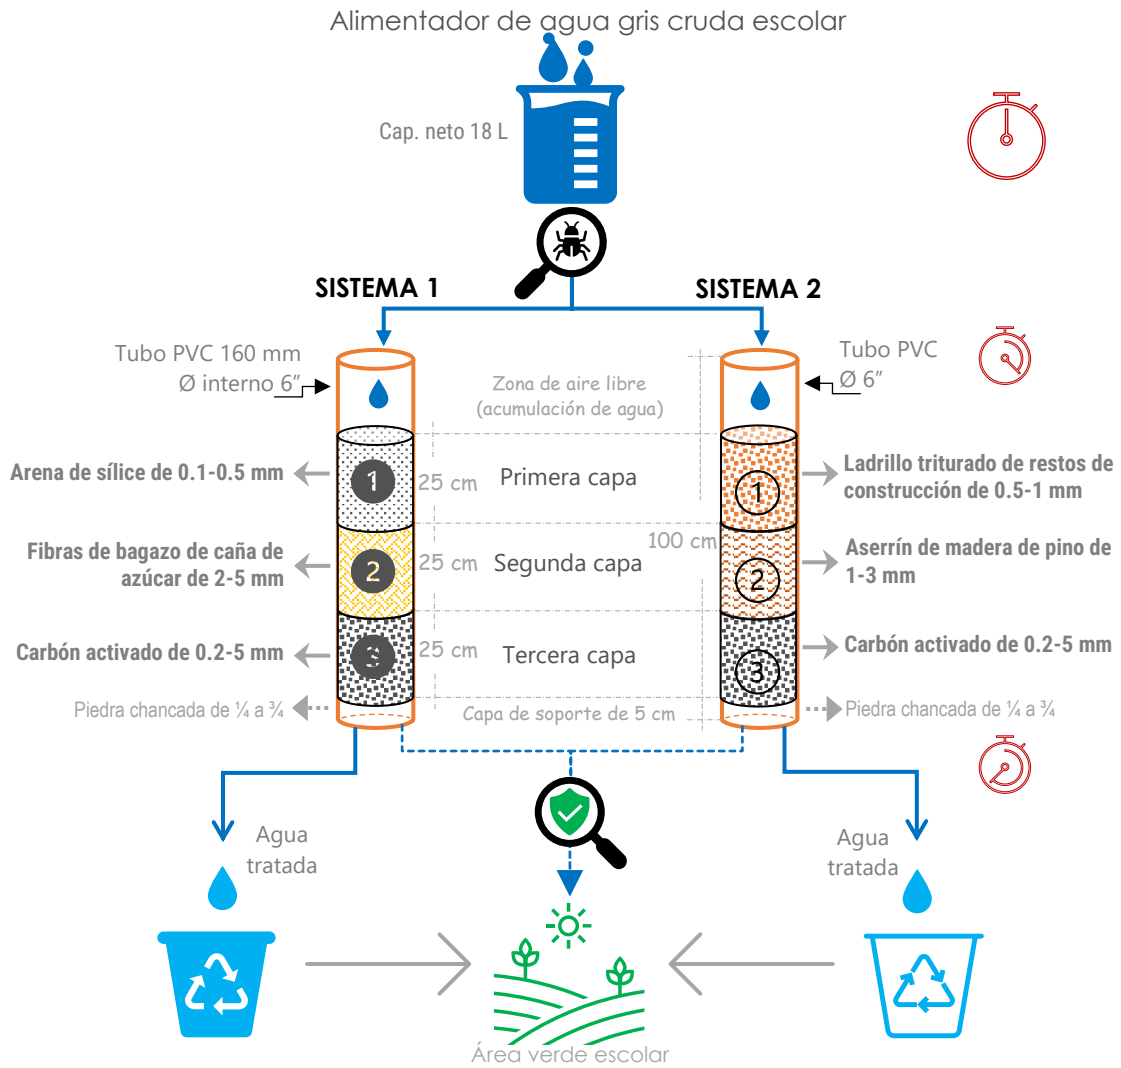 Alimentador de agua gris cruda escolar
Cap. neto 18 L
SISTEMA 1
SISTEMA 2
Tubo PVC 160 mm
Ø interno 6”
Tubo PVC
Ø 6”
Zona de aire libre
(acumulación de agua)
Arena de sílice de 0.1-0.5 mm
1
25 cm
Primera capa
1
Ladrillo triturado de restos de
construcción de 0.5-1 mm
100 cm
Fibras de bagazo de caña de
azúcar de 2-5 mm
2
25 cm
Segunda capa
2
Aserrín de madera de pino de
1-3 mm
Carbón activado de 0.2-5 mm
3
25 cm
Tercera capa
3
Carbón activado de 0.2-5 mm
Piedra chancada de ¼ a ¾
Capa de soporte de 5 cm
Piedra chancada de ¼ a ¾
Agua
tratada
Agua
tratada
Área verde escolar